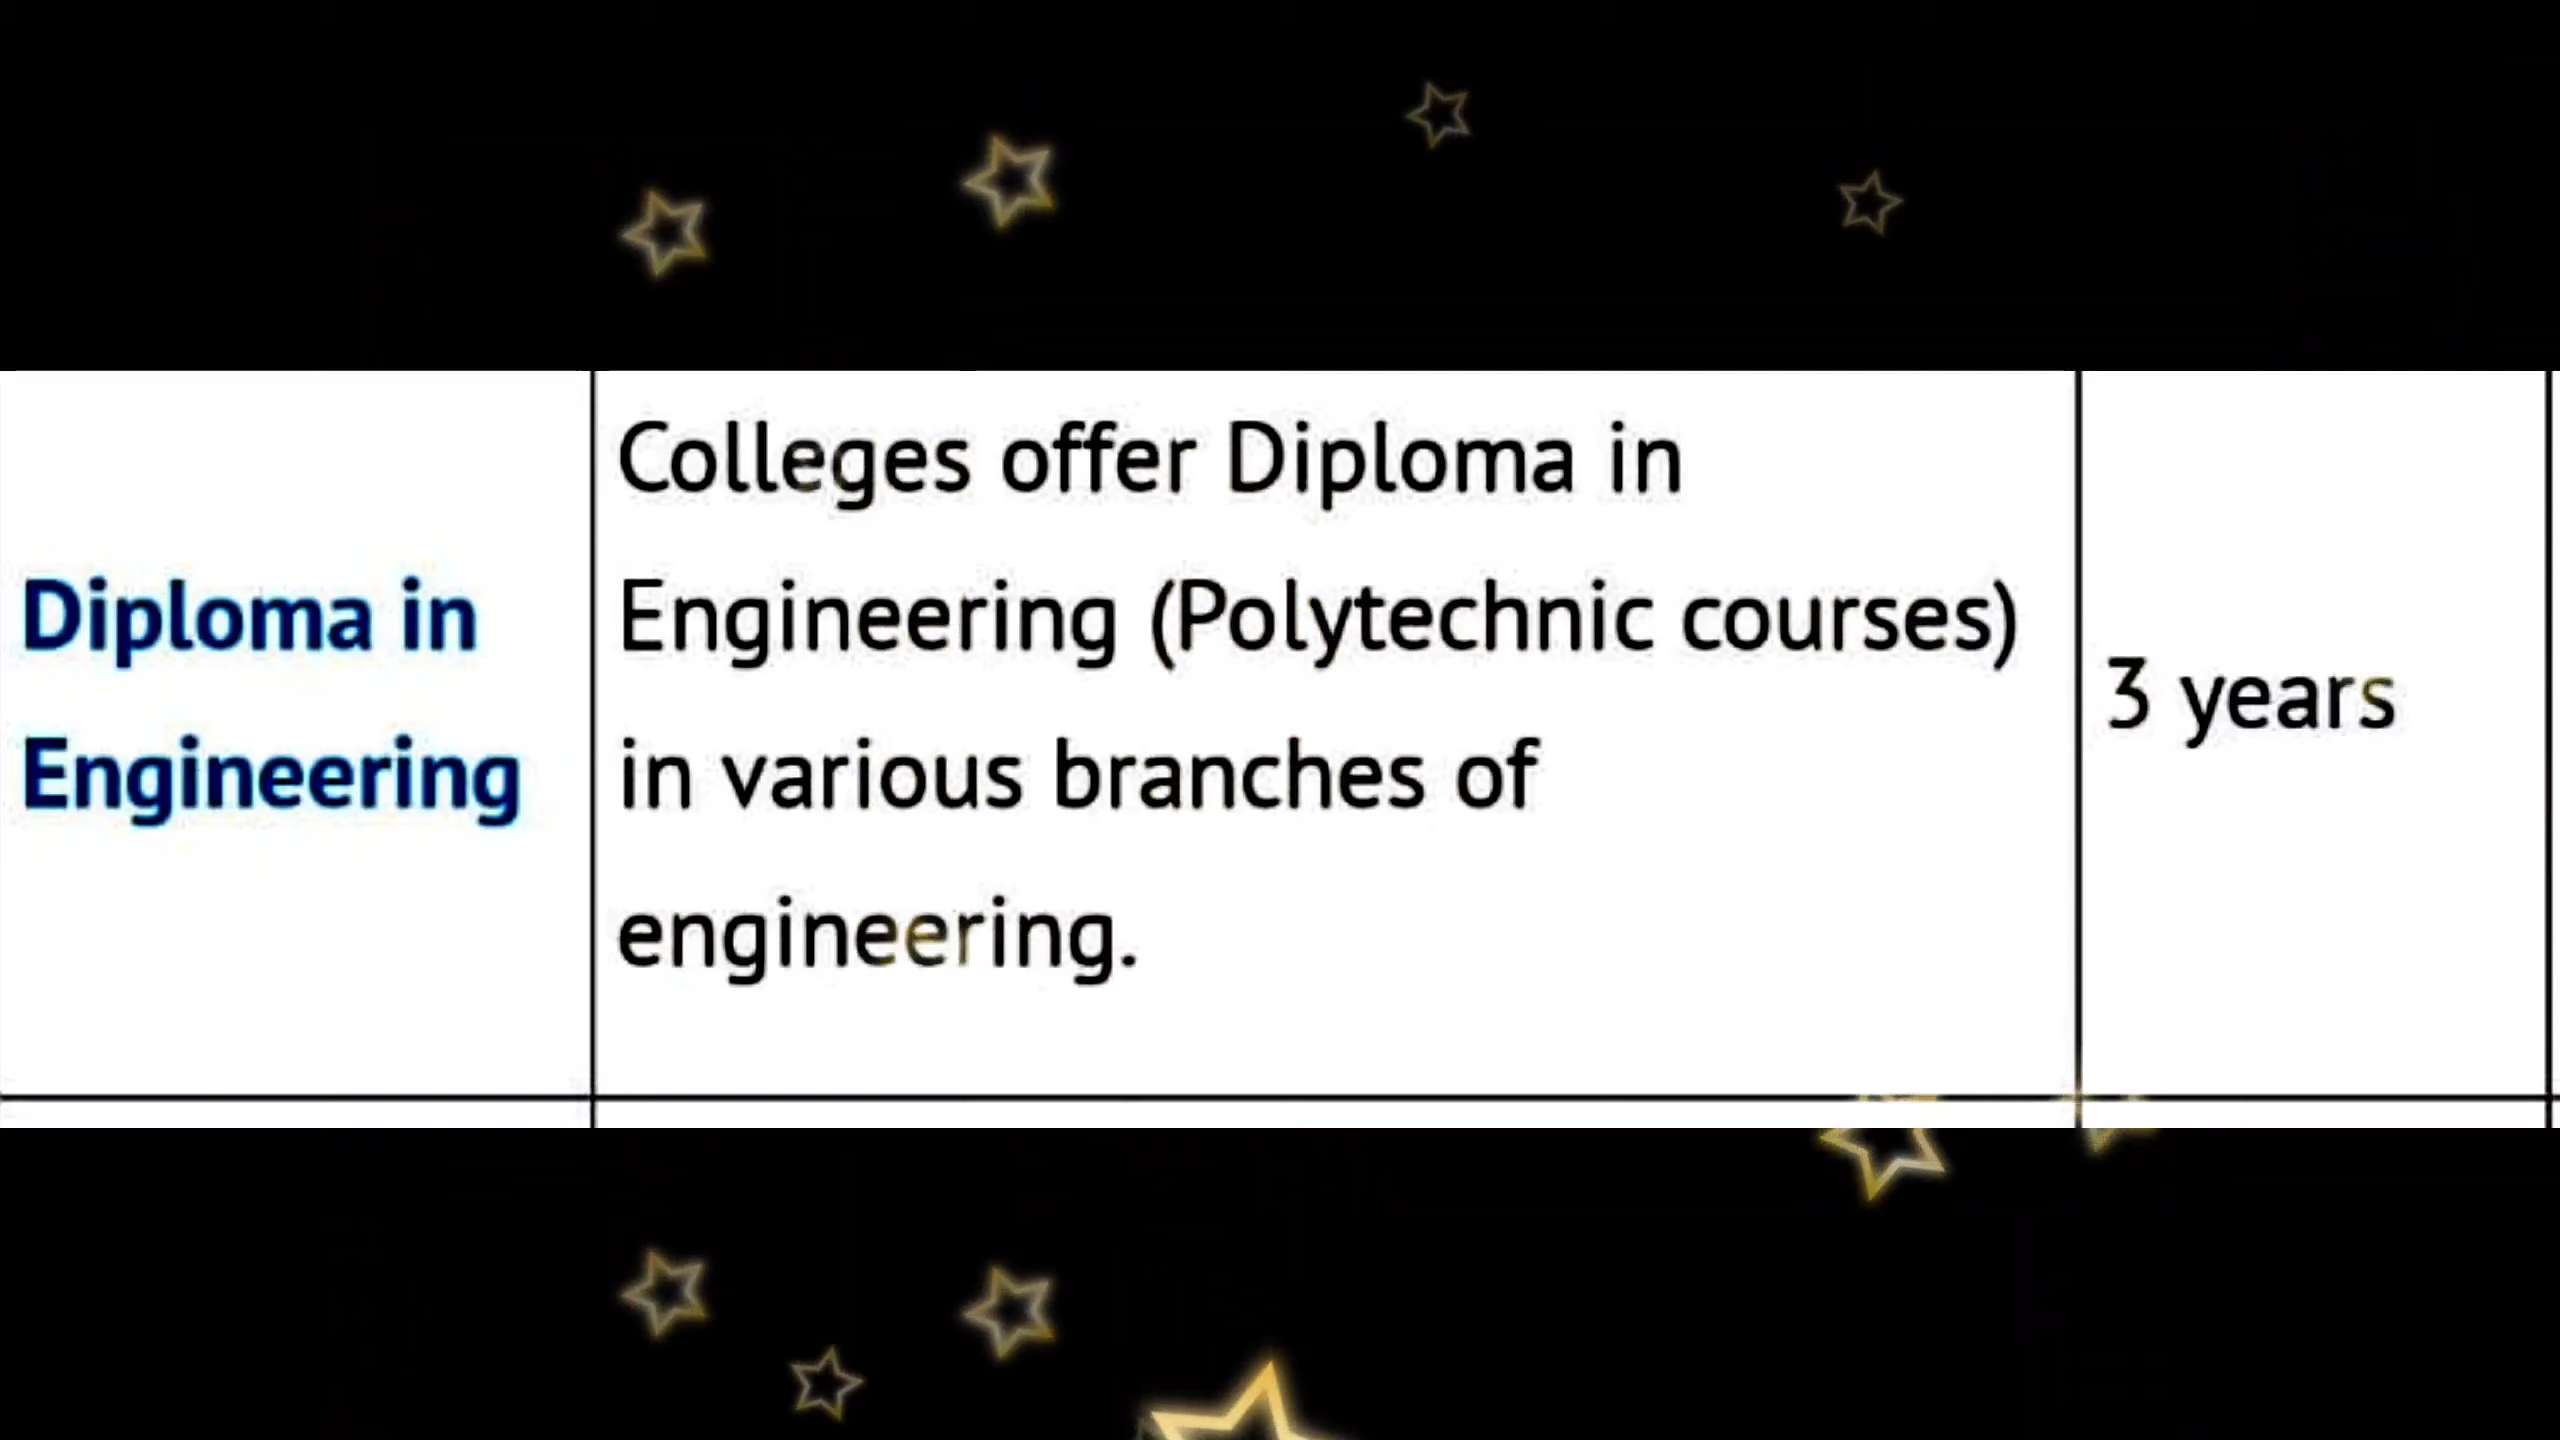 Diploma in
Engineering
Colleges offer Diploma in
Engineering (Polytechnic courses)
in various branches of
engineering.
3 years